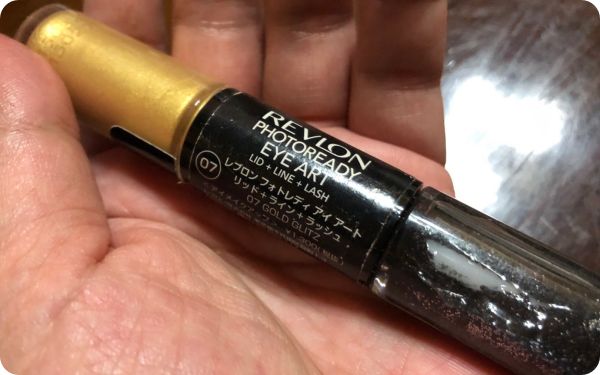 REVLON
PHOTOREADY
EYE ART
LID + LINE + LASH
07
レブロン フォトレディ アイ アート
リッド+ライン+ラッシュ
07 GOLD GLITZ